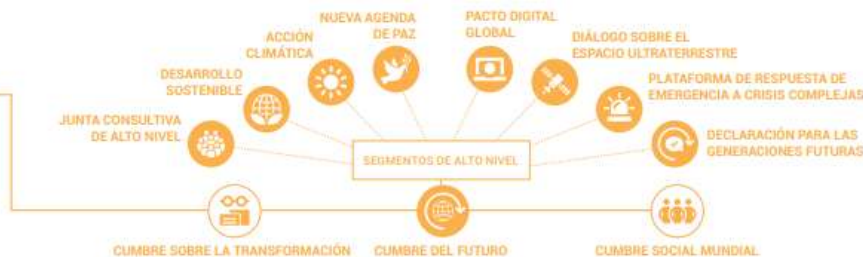 NUEVA AGENDA
DE PAZ
PACTO DIGITAL
GLOBAL
ACCIÓN
CLIMÁTICA
DIÁLOGO SOBRE EL
ESPACIO ULTRATERRESTRE
DESARROLLO
SOSTENIBLE
PLATAFORMA DE RESPUESTA DE
EMERGENCIA A CRISIS COMPLEJAS
JUNTA CONSULTIVA
DE ALTO NIVEL
DECLARACIÓN PARA LAS
GENERACIONES FUTURAS
SEGMENTOS DE ALTO NIVEL
CUMBRE SOBRE LA TRANSFORMACIÓN
CUMBRE DEL FUTURO
CUMBRE SOCIAL MUNDIAL